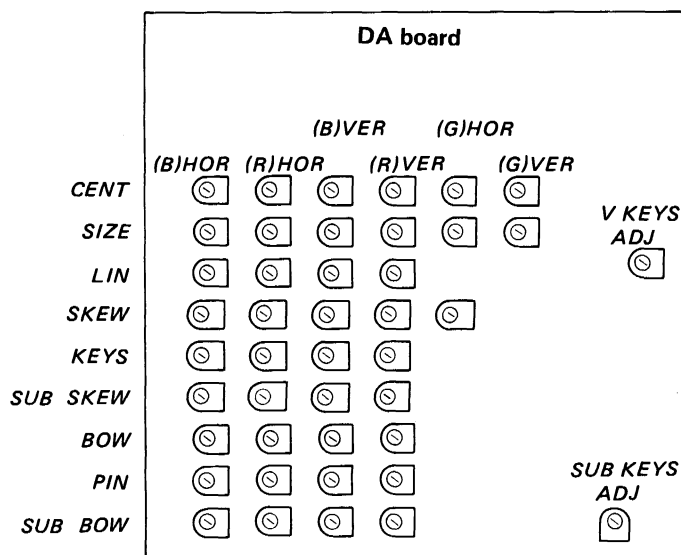 DA board
(B)VER (G)HOR
(B)HOR (R)HOR (R)VER (G)VER
CENT
SIZE
LIN
SKEW
KEYS
SUB SKEW
BOW
PIN
SUB BOW
V KEYS
ADJ
SUB KEYS
ADJ